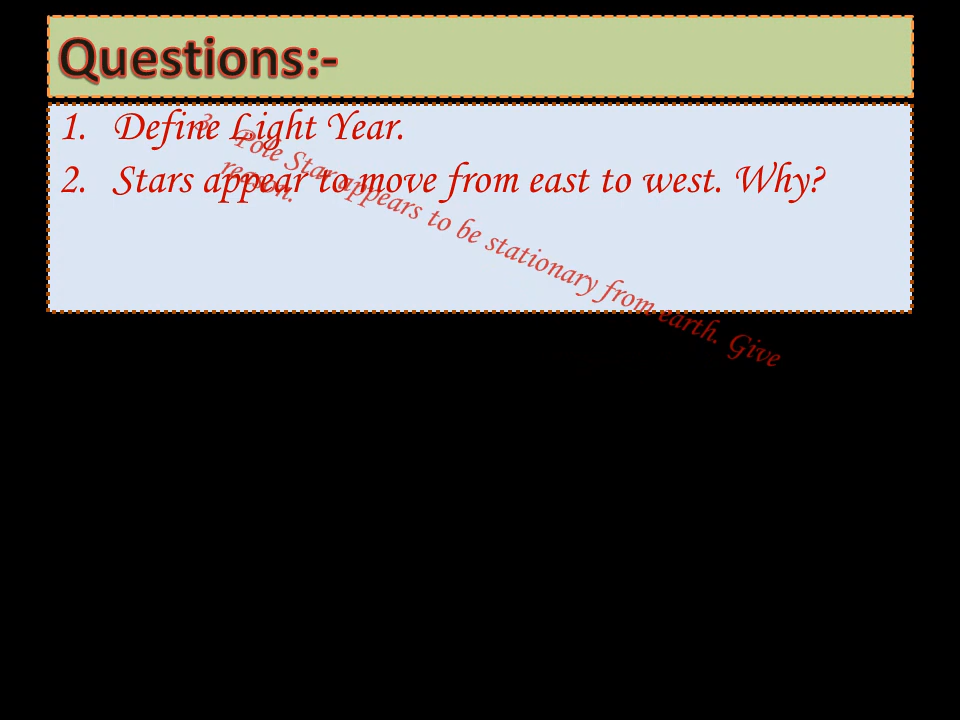 Questions:-
1. Define Light Year.
2. Stars appear to move from east to west. Why?
3. Pole Star appears to be stationary from earth. Give
reason.